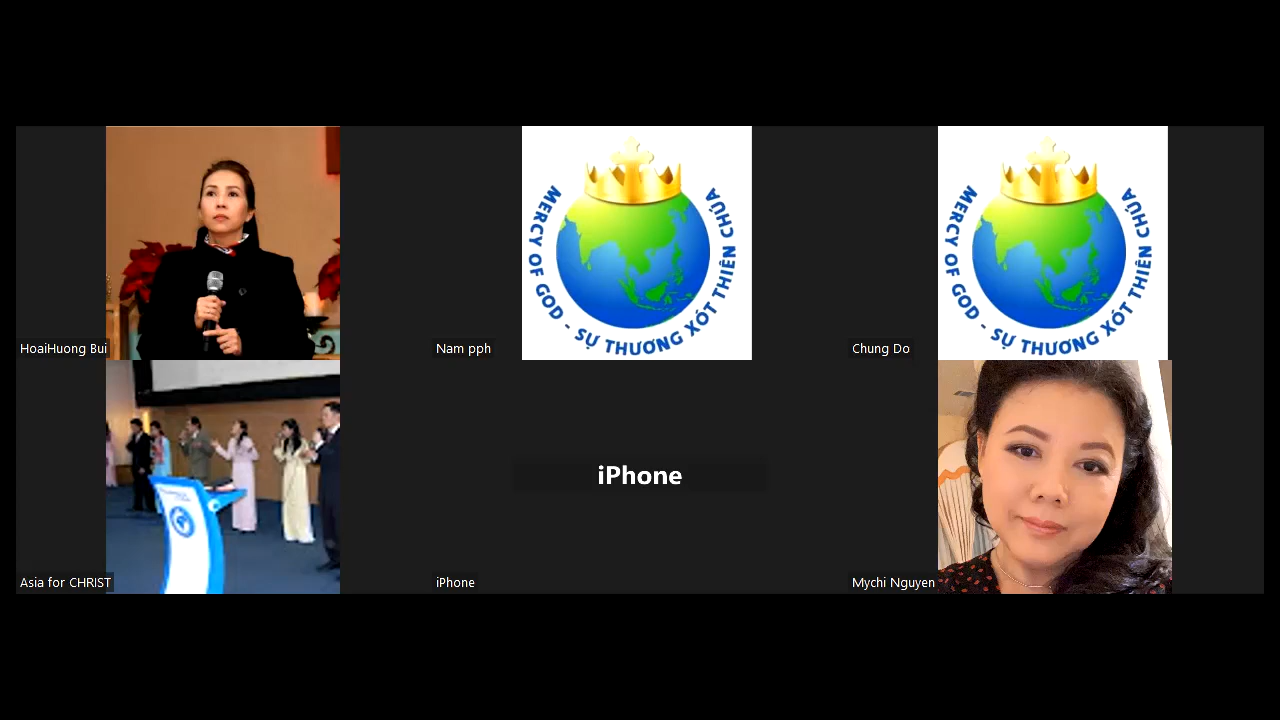 MERCY OF GOD - SỰ THƯƠNG XÓT THIÊN CHÚA
MERCY OF GOD - SỰ THƯƠNG XÓT THIÊN CHÚA
HoaiHuong Bui
Nam pph
Chung Do
iPhone
Asia for CHRIST
iPhone
Mychi Nguyen